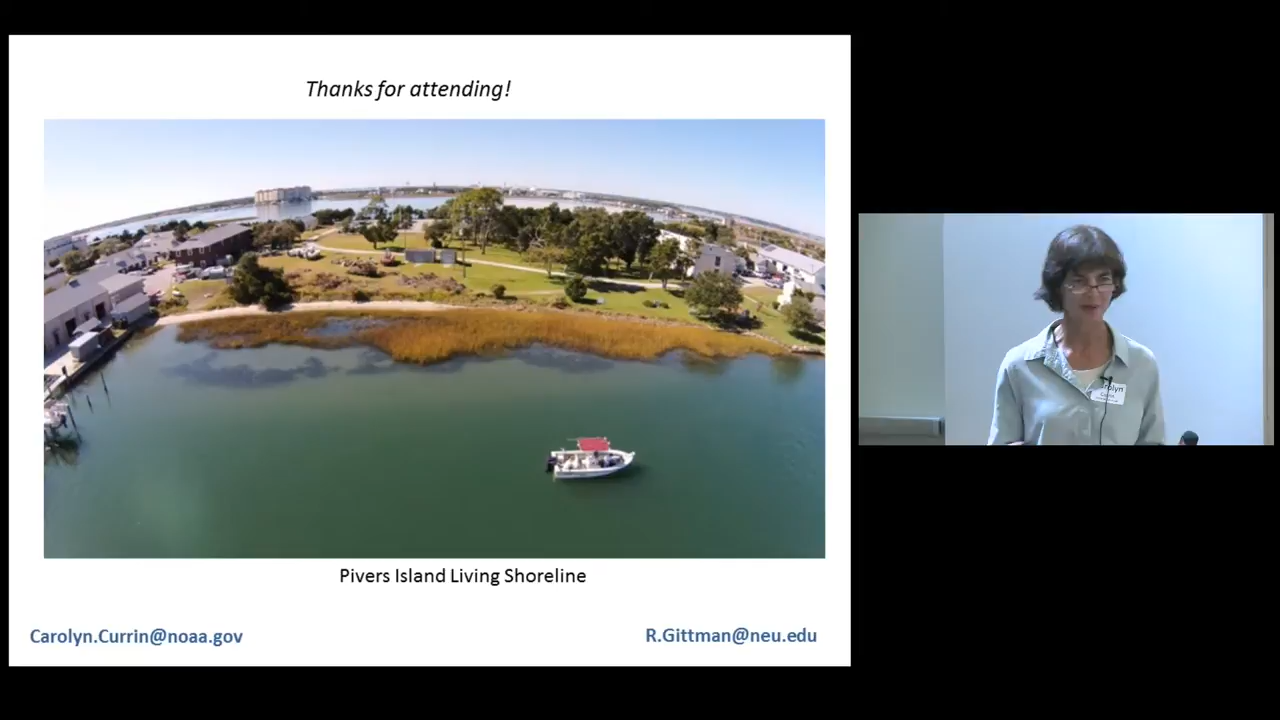 Thanks for attending!
Pivers Island Living Shoreline
Carolyn.Currin@noaa.gov
R.Gittman@neu.edu